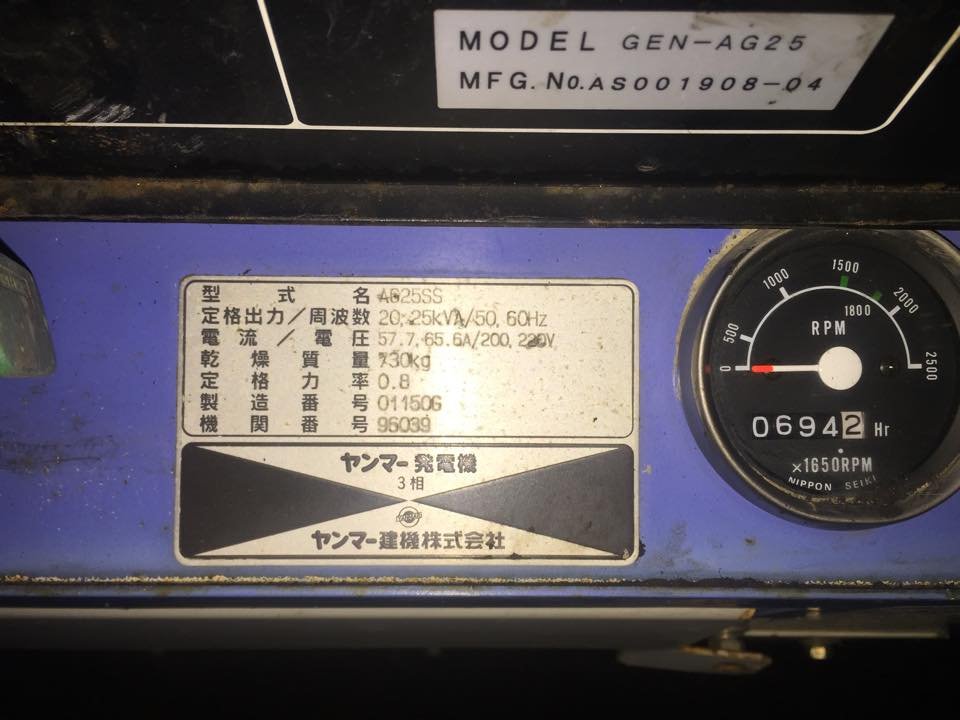 MODEL GEN-AG25
MFG. No. AS001908-04
型式名 AG25SS
定格出力/周波数 20, 25kVA/50, 60Hz
電流/電圧 57.7, 65.6A/200, 220V
乾燥質量 730kg
定格力率 0.8
製造番号 011506
機関番号 96039
ヤンマー発電機
3相
ヤンマー建機株式会社
0 500 1000 1500 1800 2000 2500
RPM
06942 Hr
×1650RPM
NIPPON SEIKI